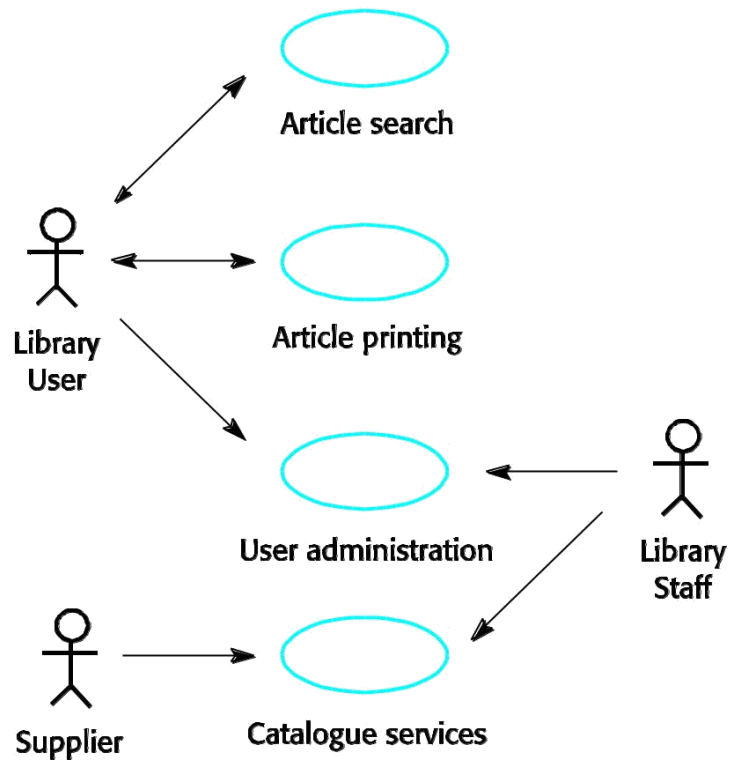 Article search
Article printing
Library
User
User administration
Library
Staff
Catalogue services
Supplier